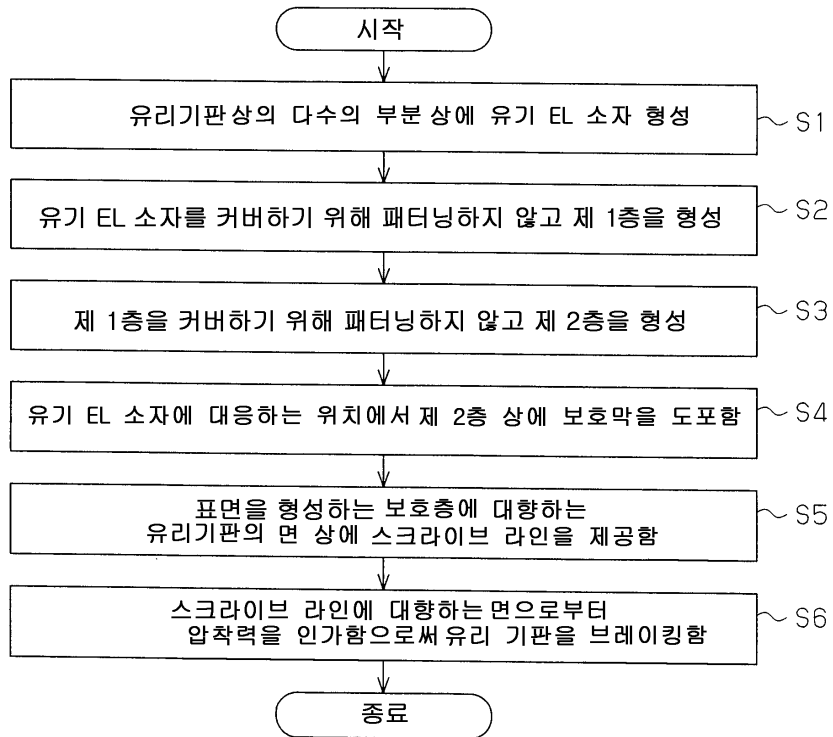 시작
유리기판상의 다수의 부분 상에 유기 EL 소자 형성
S1
유기 EL 소자를 커버하기 위해 패터닝하지 않고 제 1층을 형성
S2
제 1층을 커버하기 위해 패터닝하지 않고 제 2층을 형성
S3
유기 EL 소자에 대응하는 위치에서 제 2층 상에 보호막을 도포함
S4
표면을 형성하는 보호층에 대향하는
유리기판의 면 상에 스크라이브 라인을 제공함
S5
스크라이브 라인에 대향하는 면으로부터
압착력을 인가함으로써 유리 기판을 브레이킹함
S6
종료